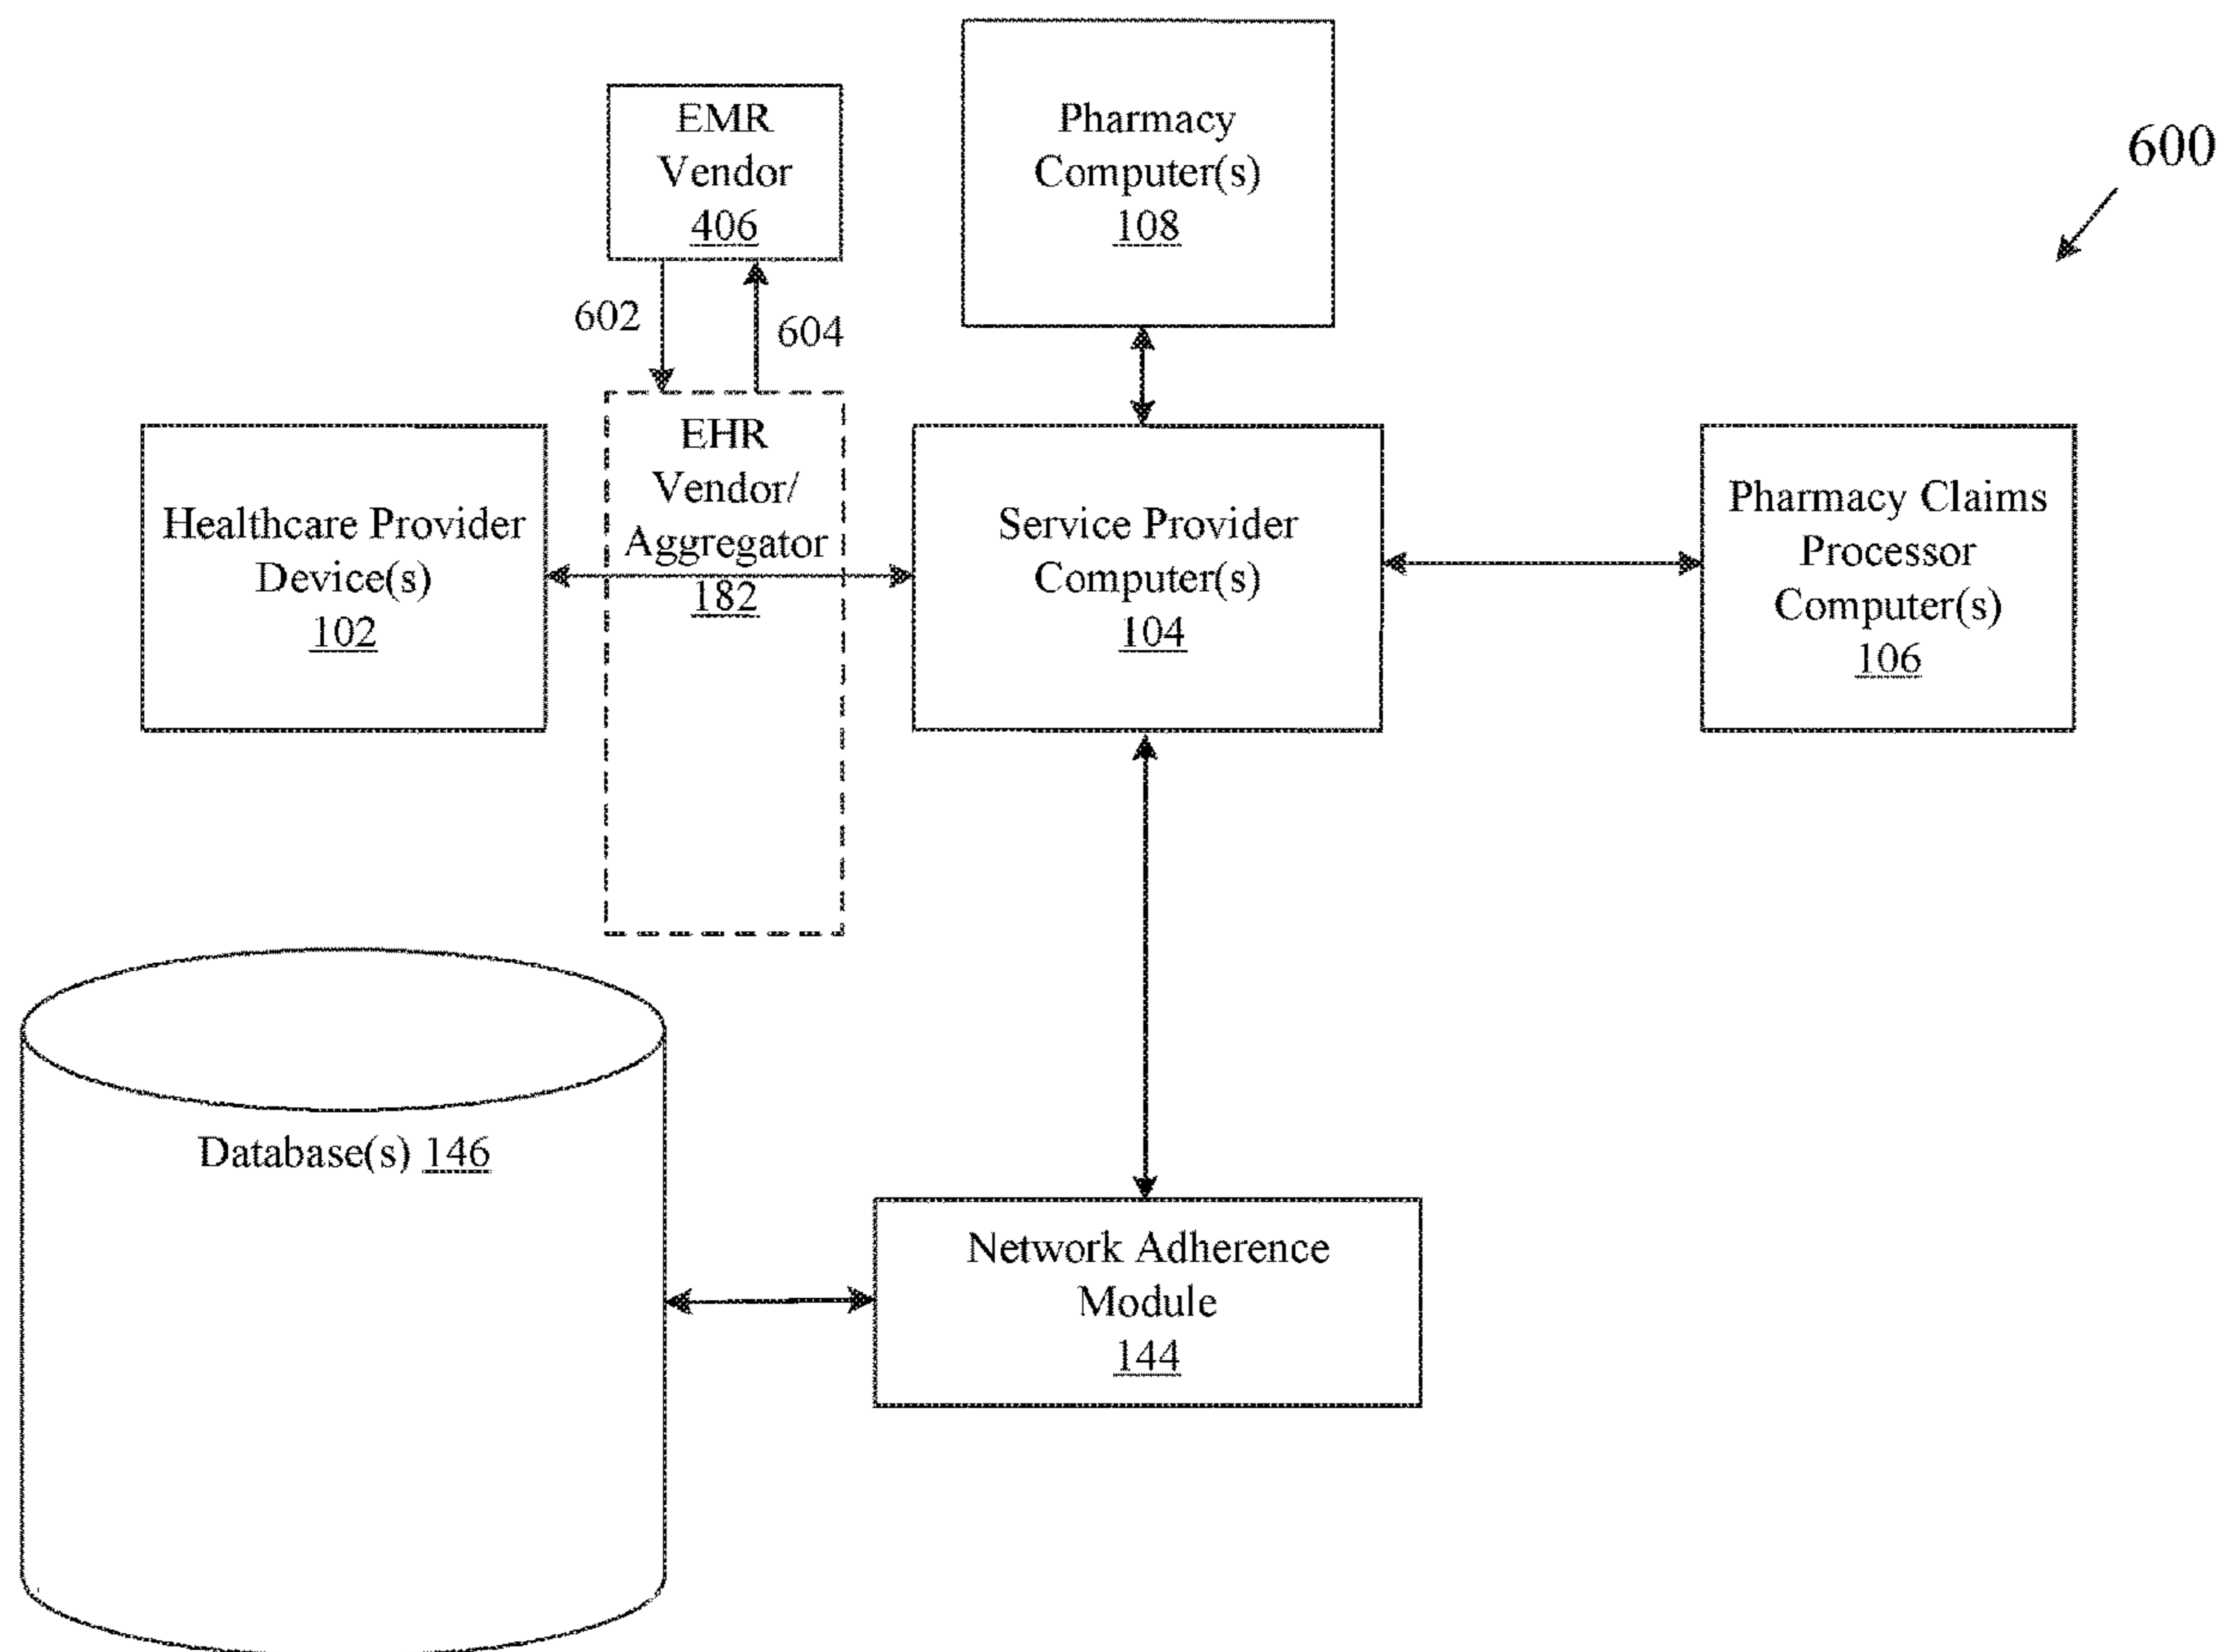 EMR
Vendor
406
Pharmacy
Computer(s)
108
600
602
604
Healthcare Provider
Device(s)
102
EHR
Vendor/
Aggregator
182
Service Provider
Computer(s)
104
Pharmacy Claims
Processor
Computer(s)
106
Database(s) 146
Network Adherence
Module
144